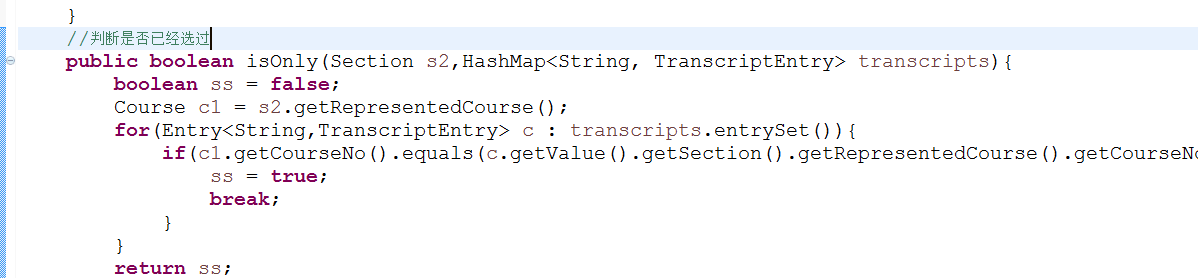 }
//判断是否已经选过
public boolean isOnly(Section s2,HashMap<String, TranscriptEntry> transcripts){
boolean ss = false;
Course c1 = s2.getRepresentedCourse();
for(Entry<String,TranscriptEntry> c : transcripts.entrySet()){
if(c1.getCourseNo().equals(c.getValue().getSection().getRepresentedCourse().getCourseNo
ss = true;
break;
}
}
return ss;